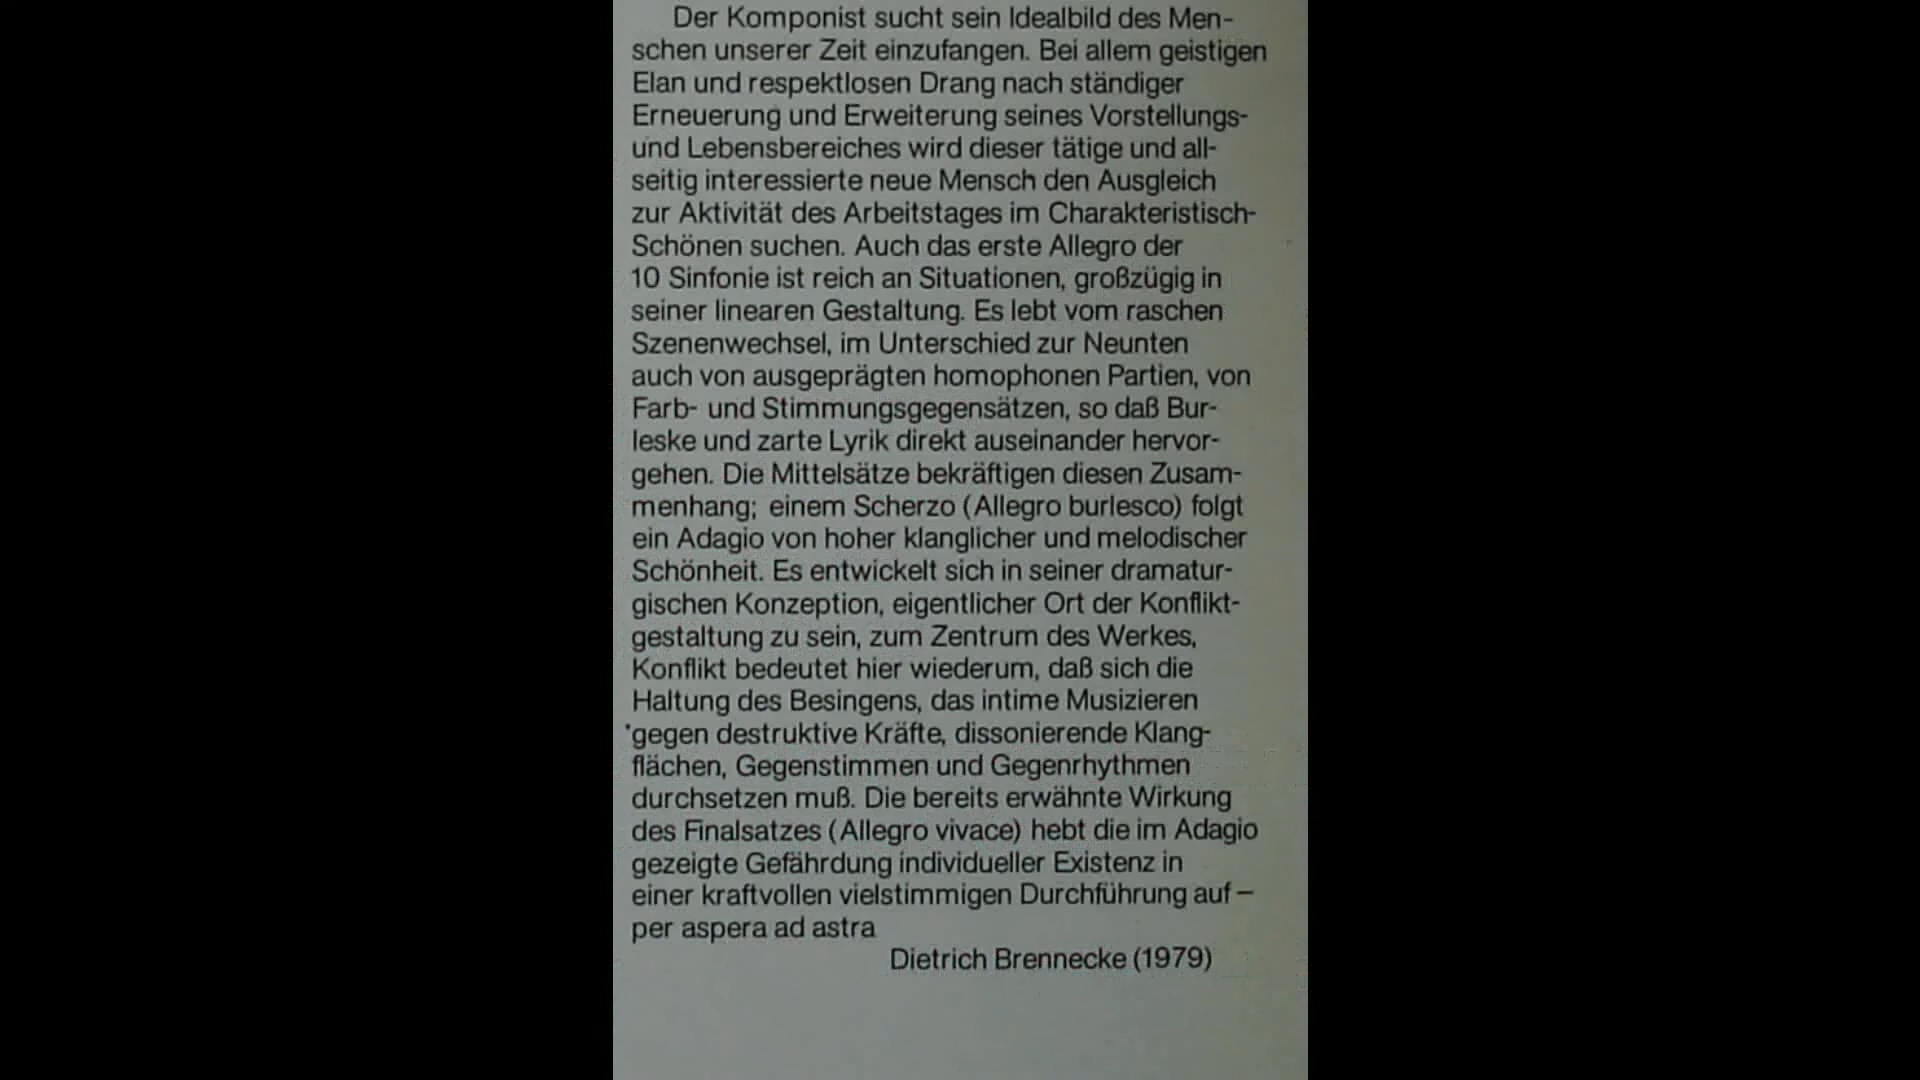 Der Komponist sucht sein Idealbild des Men-
schen unserer Zeit einzufangen. Bei allem geistigen
Elan und respektlosen Drang nach ständiger
Erneuerung und Erweiterung seines Vorstellungs-
und Lebensbereiches wird dieser tätige und all-
seitig interessierte neue Mensch den Ausgleich
zur Aktivität des Arbeitstages im Charakteristisch-
Schönen suchen. Auch das erste Allegro der
10 Sinfonie ist reich an Situationen, großzügig in
seiner linearen Gestaltung. Es lebt vom raschen
Szenenwechsel, im Unterschied zur Neunten
auch von ausgeprägten homophonen Partien, von
Farb- und Stimmungsgegensätzen, so daß Bur-
leske und zarte Lyrik direkt auseinander hervor-
gehen. Die Mittelsätze bekräftigen diesen Zusam-
menhang; einem Scherzo (Allegro burlesco) folgt
ein Adagio von hoher klanglicher und melodischer
Schönheit. Es entwickelt sich in seiner dramatur-
gischen Konzeption, eigentlicher Ort der Konflikt-
gestaltung zu sein, zum Zentrum des Werkes,
Konflikt bedeutet hier wiederum, daß sich die
Haltung des Besingens, das intime Musizieren
gegen destruktive Kräfte, dissonierende Klang-
flächen, Gegenstimmen und Gegenrhythmen
durchsetzen muß. Die bereits erwähnte Wirkung
des Finalsatzes (Allegro vivace) hebt die im Adagio
gezeigte Gefährdung individueller Existenz in
einer kraftvollen vielstimmigen Durchführung auf –
per aspera ad astra
Dietrich Brennecke (1979)